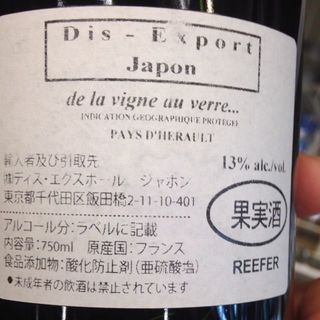 Dis - Export
Japon
de la vigne au verre...
INDICATION GEOGRAPHIQUE PROTEGEE
PAYS D'HERAULT
輸入者及び引取先
13% alc./vol.
㈱ディス・エクスポール ジャポン
東京都千代田区飯田橋2-11-10-401
果実酒
アルコール分:ラベルに記載
内容量:750ml 原産国:フランス
食品添加物:酸化防止剤(亜硫酸塩)
REEFER
●未成年者の飲酒は禁止されています